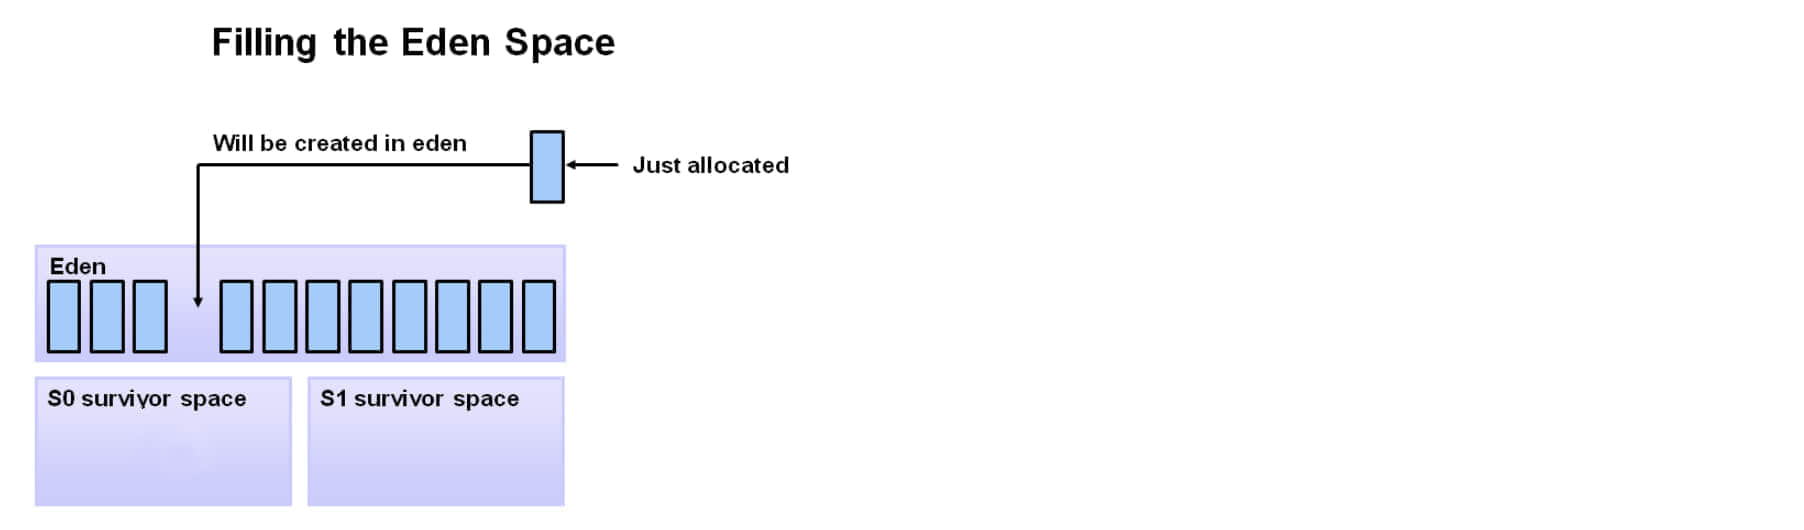 Filling the Eden Space
Will be created in eden
Just allocated
Eden
S0 survivor space
S1 survivor space